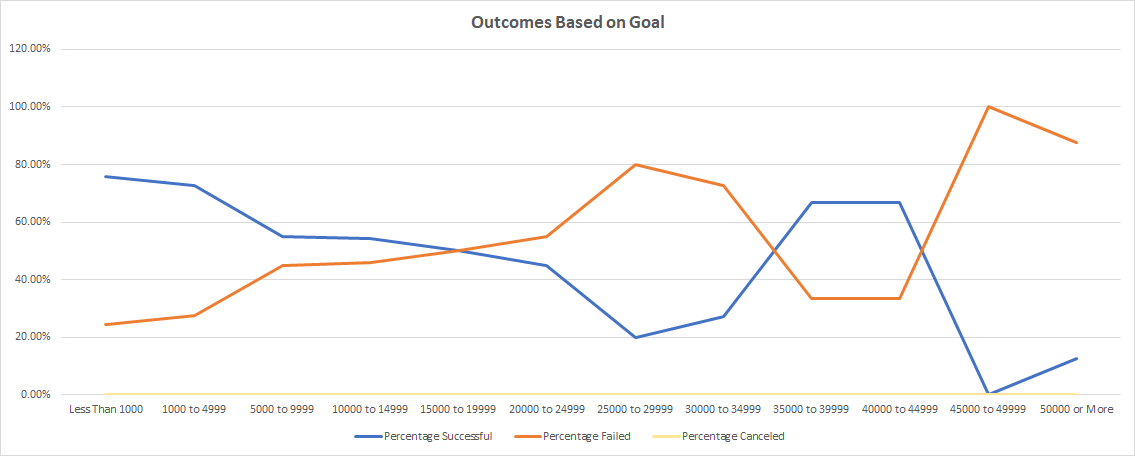 Outcomes Based on Goal
120.00%
100.00%
80.00%
60.00%
40.00%
20.00%
0.00%
Less Than 1000 1000 to 4999 5000 to 9999 10000 to 14999 15000 to 19999 20000 to 24999 25000 to 29999 30000 to 34999 35000 to 39999 40000 to 44999 45000 to 49999 50000 or More
Percentage Successful Percentage Failed Percentage Canceled